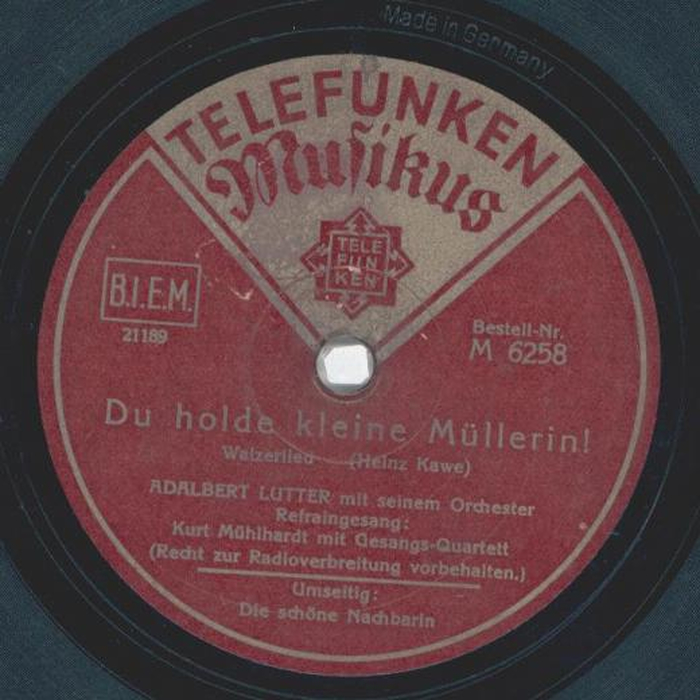 Made in Germany
TELEFUNKEN
Musikus
TELE
FUN
KEN
B.I.E.M.
21189
Bestell-Nr.
M 6258
Du holde kleine Müllerin!
Walzerlied (Heinz Kawe)
ADALBERT LUTTER mit seinem Orchester
Refraingesang:
Kurt Mühlhardt mit Gesangs-Quartett
(Recht zur Radioverbreitung vorbehalten.)
Umseitig:
Die schöne Nachbarin